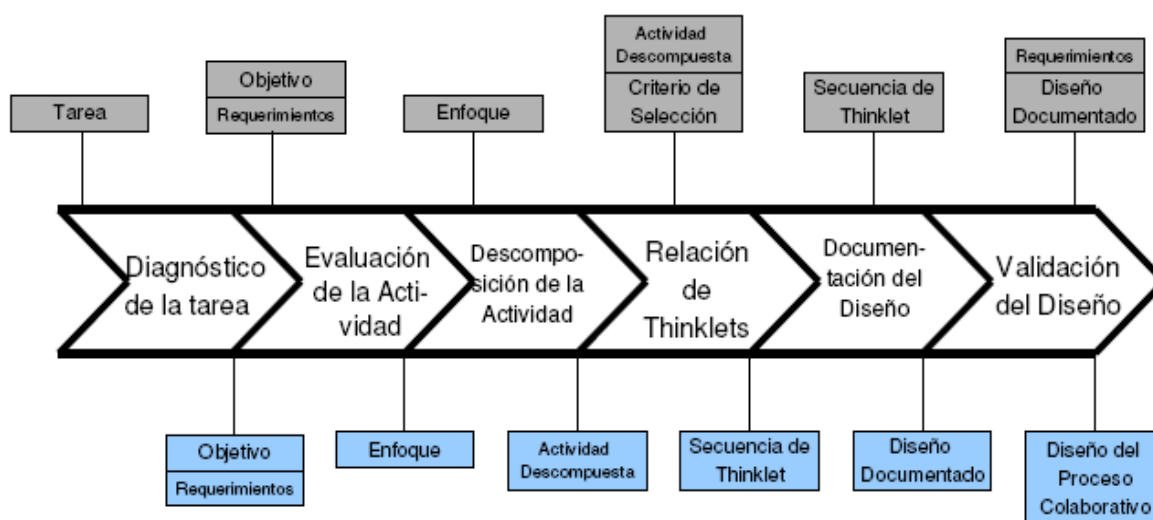 Tarea
Objetivo
Requerimientos
Enfoque
Actividad
Descompuesta
Criterio de
Selección
Secuencia de
Thinklet
Requerimientos
Diseño
Documentado
Diagnóstico
de la tarea
Evaluación
de la Acti-
vidad
Descompo-
sición de la
Actividad
Relación
de
Thinklets
Documen-
tación del
Diseño
Validación
del Diseño
Objetivo
Requerimientos
Enfoque
Actividad
Descompuesta
Secuencia de
Thinklet
Diseño
Documentado
Diseño del
Proceso
Colaborativo